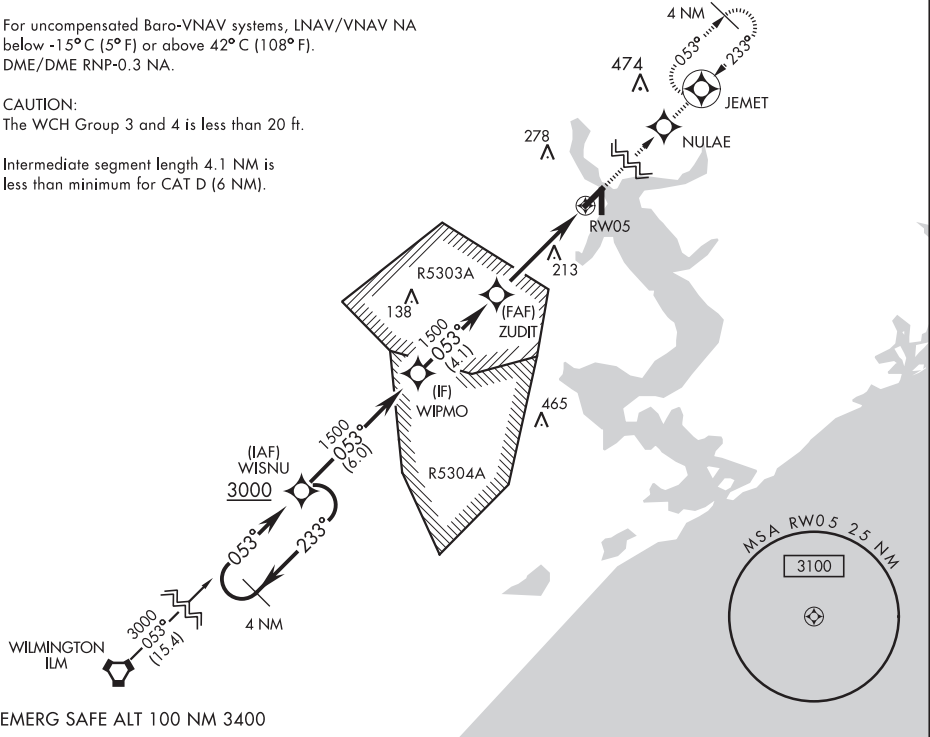 For uncompensated Baro-VNAV systems, LNAV/VNAV NA
below -15° C (5° F) or above 42° C (108° F).
DME/DME RNP-0.3 NA.
CAUTION:
The WCH Group 3 and 4 is less than 20 ft.
Intermediate segment length 4.1 NM is
less than minimum for CAT D (6 NM).
4 NM
053°
233°
474
JEMET
NULAE
278
RW05
213
R5303A
138
(FAF)
ZUDIT
1500
053°
(4.1)
(IF)
WIPMO
465
1500
053°
(6.0)
R5304A
(IAF)
WISNU
3000
053°
233°
4 NM
3000
053°
(15.4)
WILMINGTON
ILM
MSA RW05 25 NM
3100
EMERG SAFE ALT 100 NM 3400